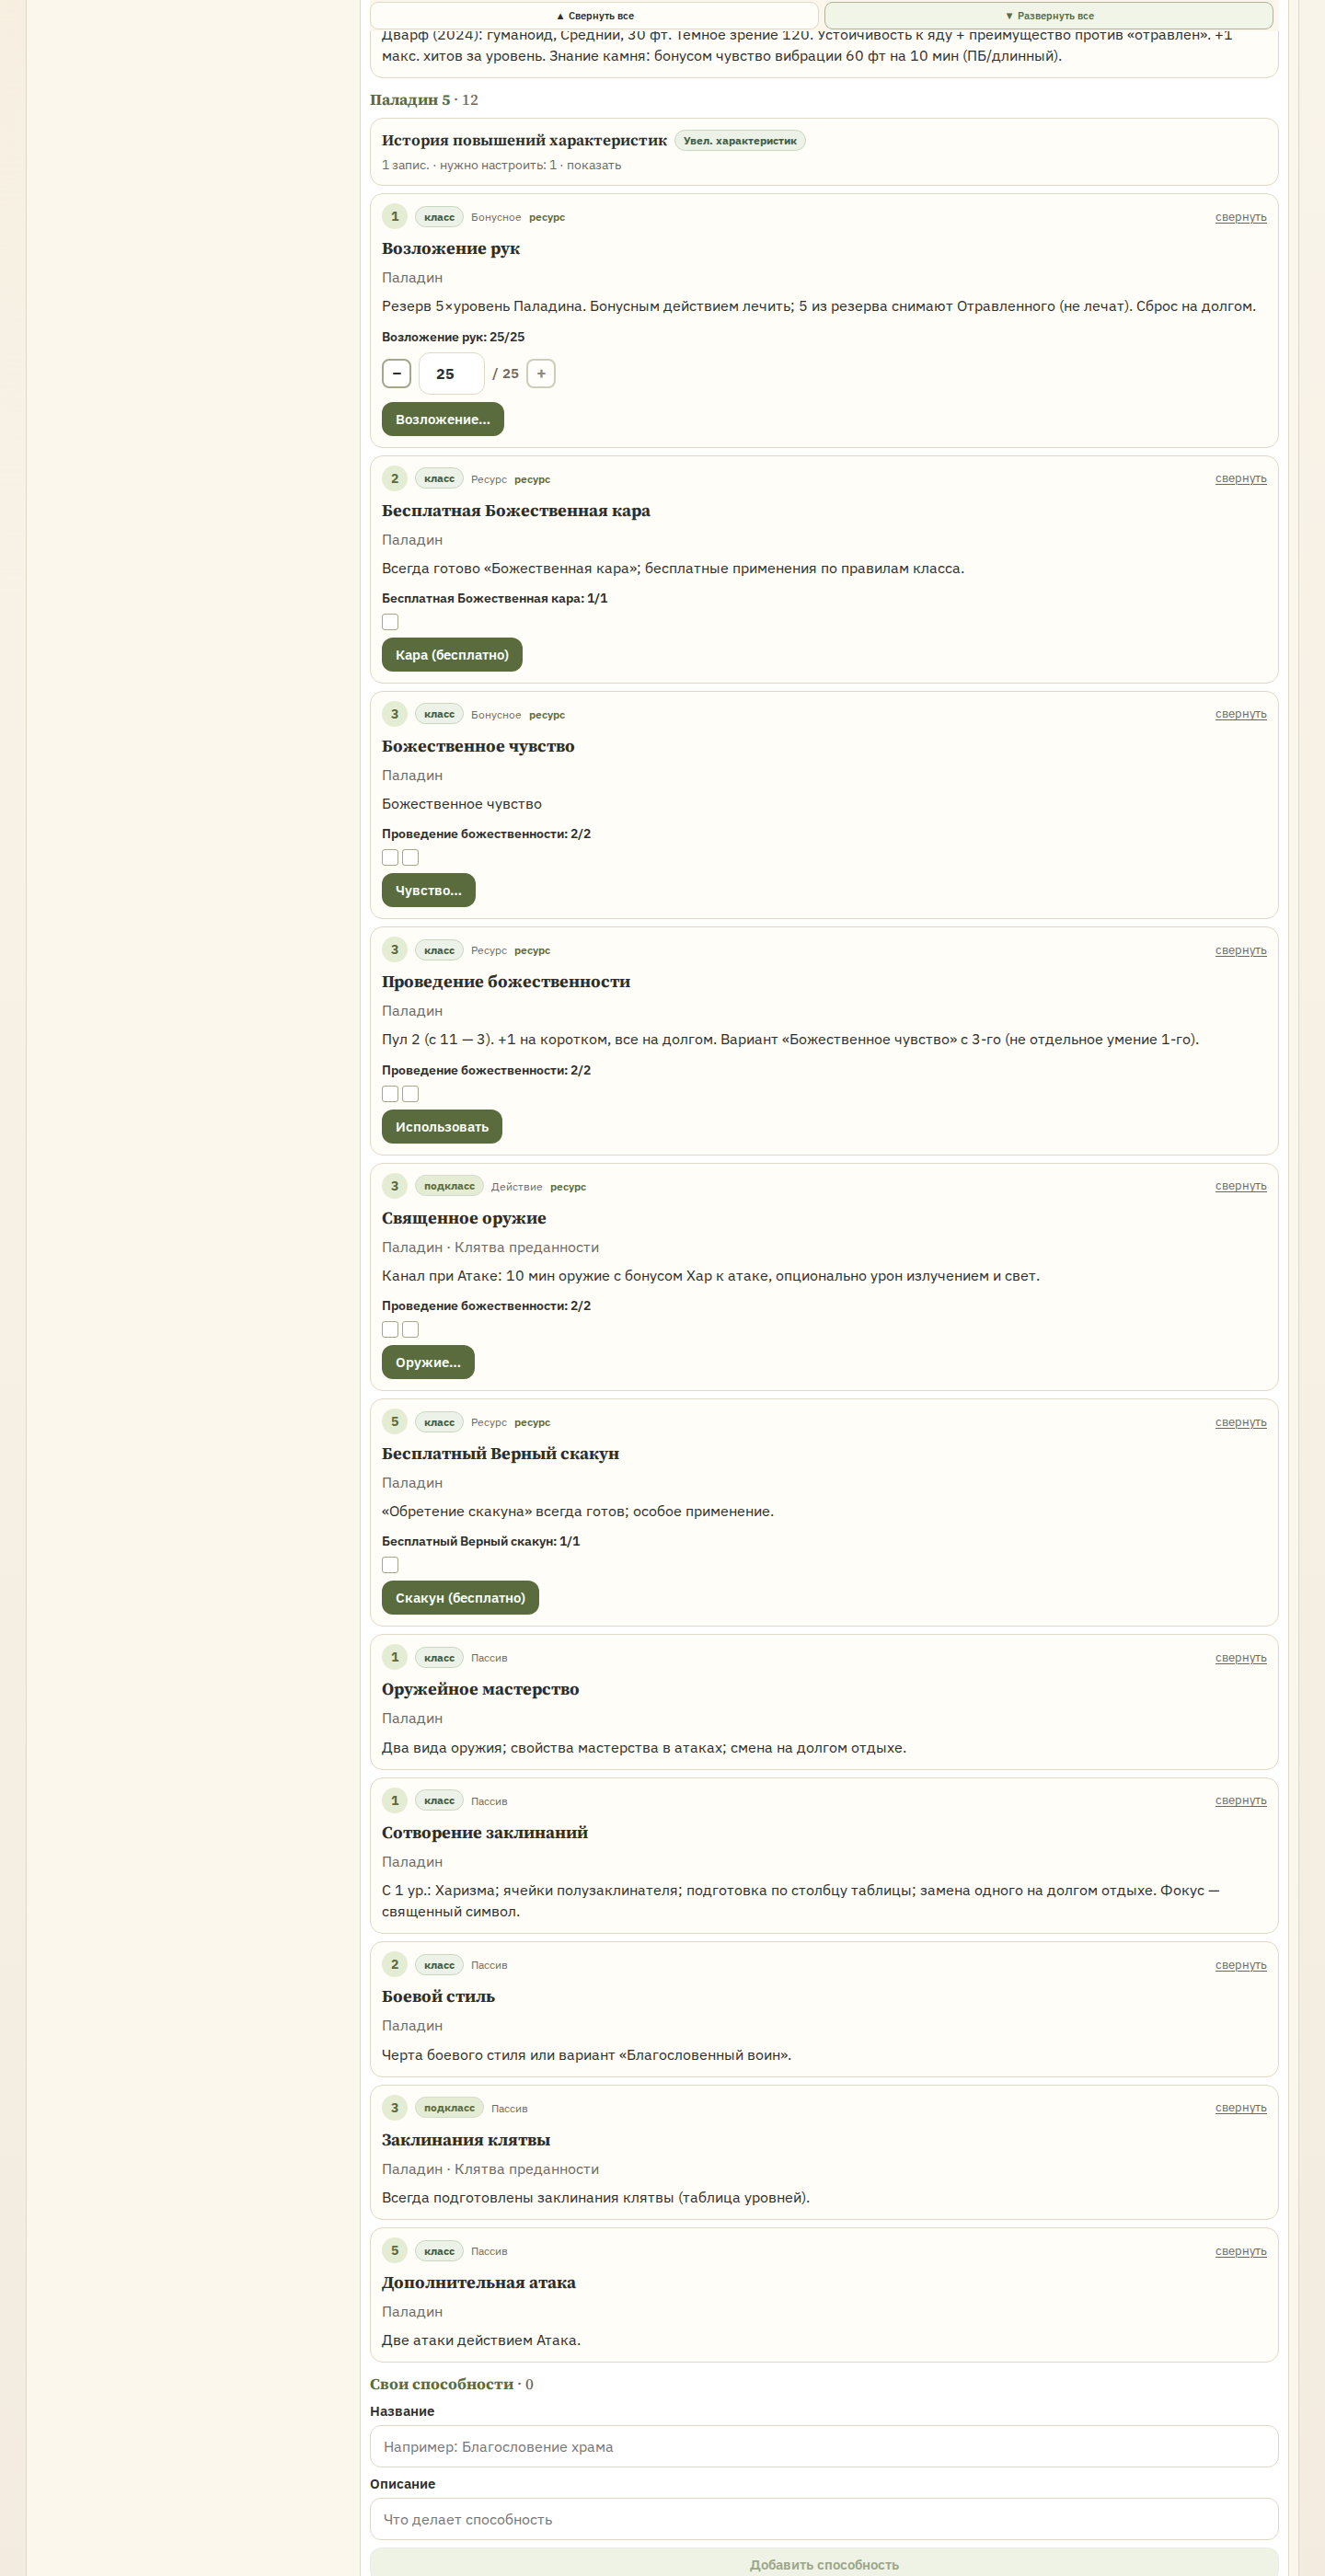 ▲ Свернуть все
▼ Развернуть все
Дварф (2024): гуманоид, Средний, 30 фт. Тёмное зрение 120. Устойчивость к яду + преимущество против «отравлен». +1
макс. хитов за уровень. Знание камня: бонусом чувство вибрации 60 фт на 10 мин (ПБ/длинный).
Паладин 5 · 12
История повышений характеристик Увел. характеристик
1 запис. · нужно настроить: 1 · показать
1 класс Бонусное ресурс свернуть
Возложение рук
Паладин
Резерв 5×уровень Паладина. Бонусным действием лечить; 5 из резерва снимают Отравленного (не лечат). Сброс на долгом.
Возложение рук: 25/25
− 25 / 25 +
Возложение…
2 класс Ресурс ресурс свернуть
Бесплатная Божественная кара
Паладин
Всегда готово «Божественная кара»; бесплатные применения по правилам класса.
Бесплатная Божественная кара: 1/1
Кара (бесплатно)
3 класс Бонусное ресурс свернуть
Божественное чувство
Паладин
Божественное чувство
Проведение божественности: 2/2
Чувство…
3 класс Ресурс ресурс свернуть
Проведение божественности
Паладин
Пул 2 (с 11 — 3). +1 на коротком, все на долгом. Вариант «Божественное чувство» с 3-го (не отдельное умение 1-го).
Проведение божественности: 2/2
Использовать
3 подкласс Действие ресурс свернуть
Священное оружие
Паладин · Клятва преданности
Канал при Атаке: 10 мин оружие с бонусом Хар к атаке, опционально урон излучением и свет.
Проведение божественности: 2/2
Оружие…
5 класс Ресурс ресурс свернуть
Бесплатный Верный скакун
Паладин
«Обретение скакуна» всегда готов; особое применение.
Бесплатный Верный скакун: 1/1
Скакун (бесплатно)
1 класс Пассив свернуть
Оружейное мастерство
Паладин
Два вида оружия; свойства мастерства в атаках; смена на долгом отдыхе.
1 класс Пассив свернуть
Сотворение заклинаний
Паладин
С 1 ур.: Харизма; ячейки полузаклинателя; подготовка по столбцу таблицы; замена одного на долгом отдыхе. Фокус —
священный символ.
2 класс Пассив свернуть
Боевой стиль
Паладин
Черта боевого стиля или вариант «Благословенный воин».
3 подкласс Пассив свернуть
Заклинания клятвы
Паладин · Клятва преданности
Всегда подготовлены заклинания клятвы (таблица уровней).
5 класс Пассив свернуть
Дополнительная атака
Паладин
Две атаки действием Атака.
Свои способности · 0
Название
Например: Благословение храма
Описание
Что делает способность
Добавить способность